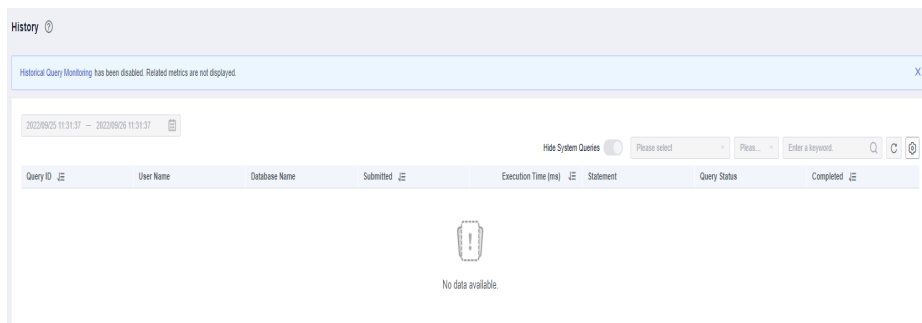 History
Historical Query Monitoring has been disabled. Related metrics are not displayed.
2022/09/25 11:31:37 — 2022/09/26 11:31:37
Hide System Queries Please select Pleas... Enter a keyword.
Query ID User Name Database Name Submitted Execution Time (ms) Statement Query Status Completed
No data available.